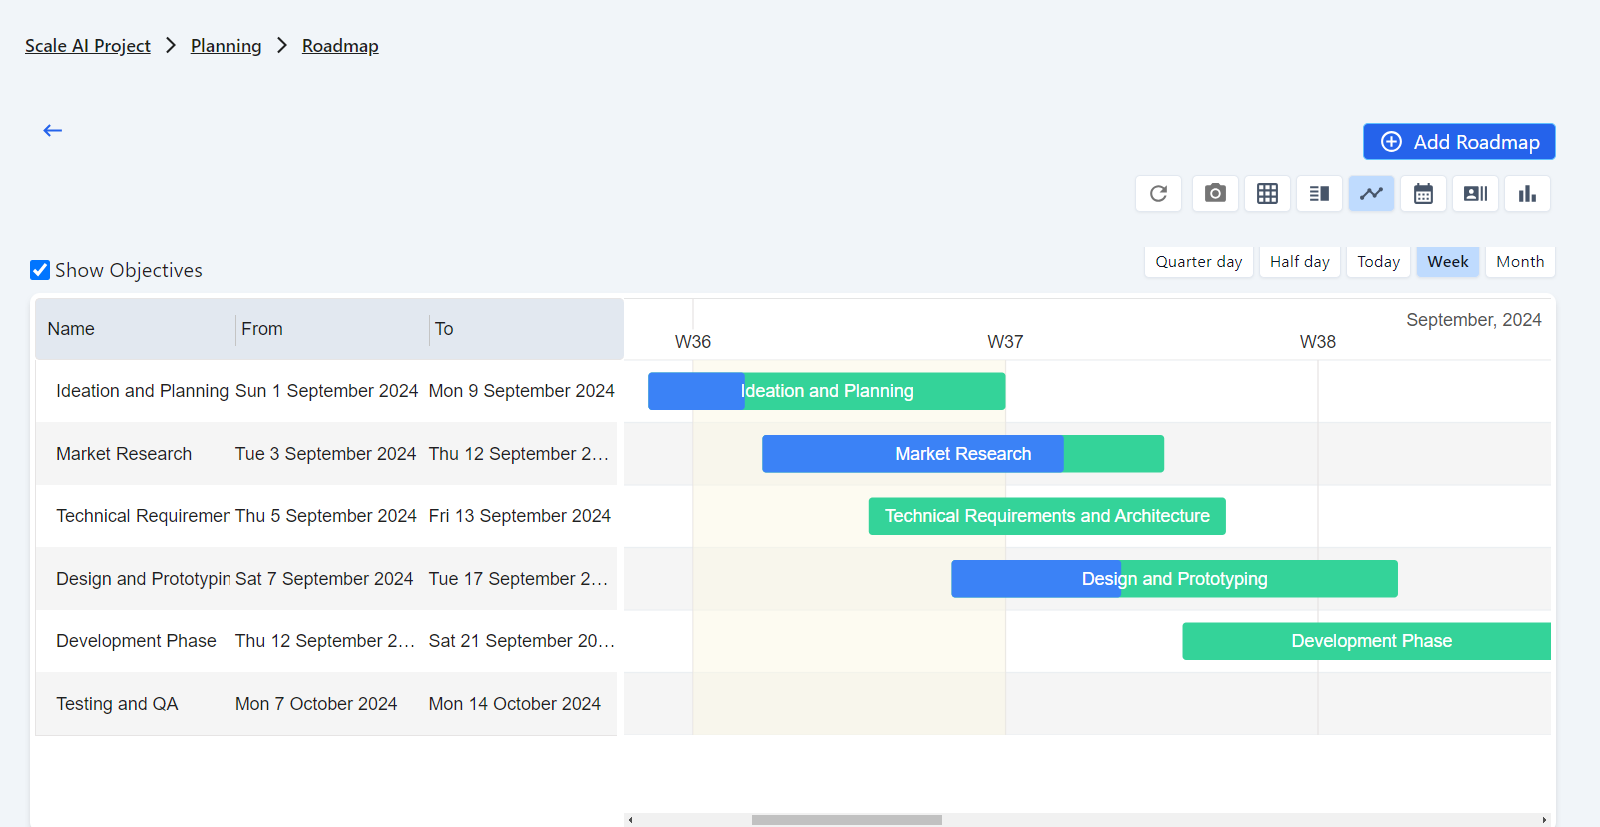 Scale AI Project > Planning > Roadmap
Add Roadmap
Show Objectives
Quarter day Half day Today Week Month
Name From To
September, 2024
W36 W37 W38
Ideation and Planning Sun 1 September 2024 Mon 9 September 2024 Ideation and Planning
Market Research Tue 3 September 2024 Thu 12 September 2... Market Research
Technical Requiremen Thu 5 September 2024 Fri 13 September 2024 Technical Requirements and Architecture
Design and Prototypin Sat 7 September 2024 Tue 17 September 2... Design and Prototyping
Development Phase Thu 12 September 2... Sat 21 September 20... Development Phase
Testing and QA Mon 7 October 2024 Mon 14 October 2024